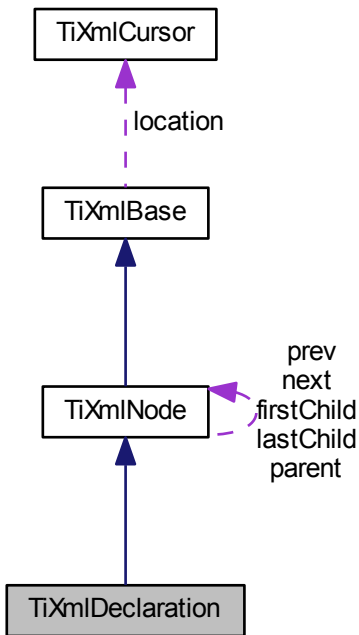 TiXmlCursor
location
TiXmlBase
prev
next
firstChild
lastChild
parent
TiXmlNode
TiXmlDeclaration